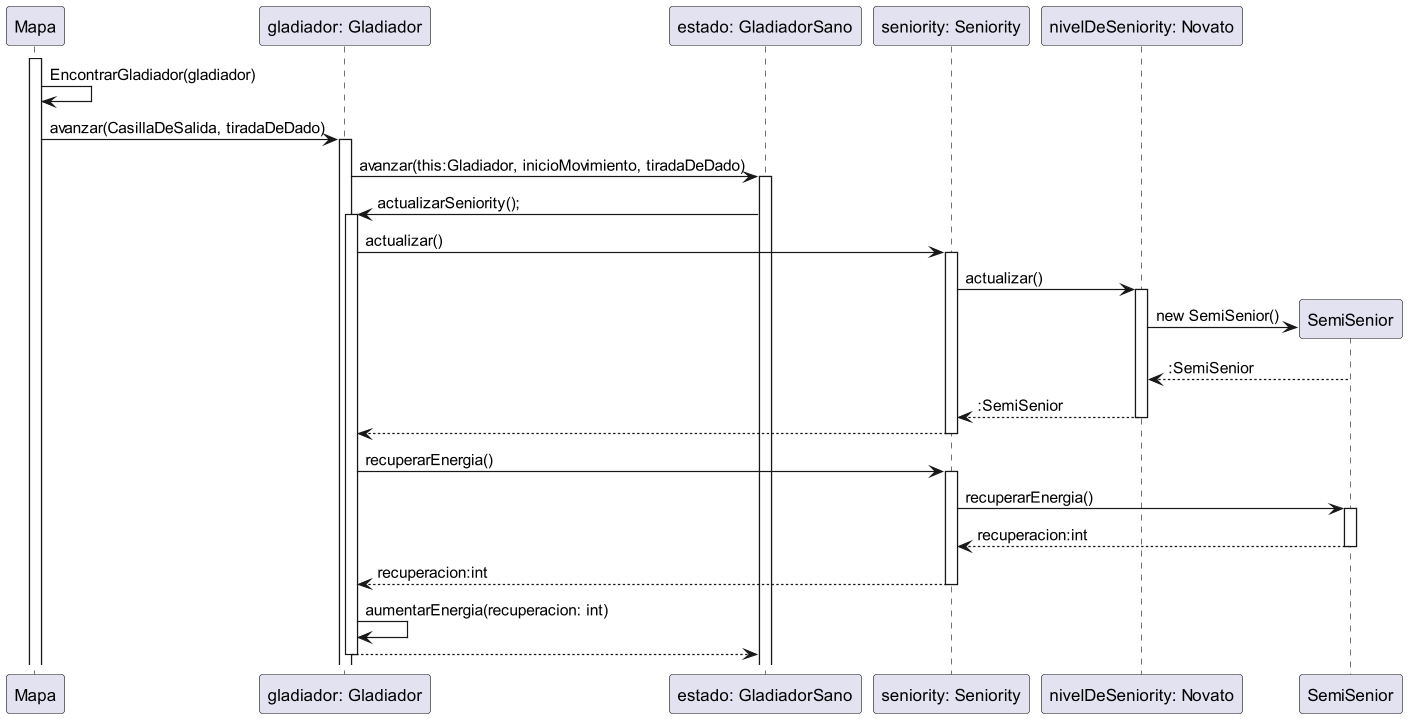 Mapa
gladiador: Gladiador
estado: GladiadorSano
seniority: Seniority
nivelDeSeniority: Novato
EncontrarGladiador(gladiador)
avanzar(CasillaDeSalida, tiradaDeDado)
avanzar(this:Gladiador, inicioMovimiento, tiradaDeDado)
actualizarSeniority();
actualizar()
actualizar()
new SemiSenior()
SemiSenior
:SemiSenior
:SemiSenior
recuperarEnergia()
recuperarEnergia()
recuperacion:int
recuperacion:int
aumentarEnergia(recuperacion: int)
Mapa
gladiador: Gladiador
estado: GladiadorSano
seniority: Seniority
nivelDeSeniority: Novato
SemiSenior